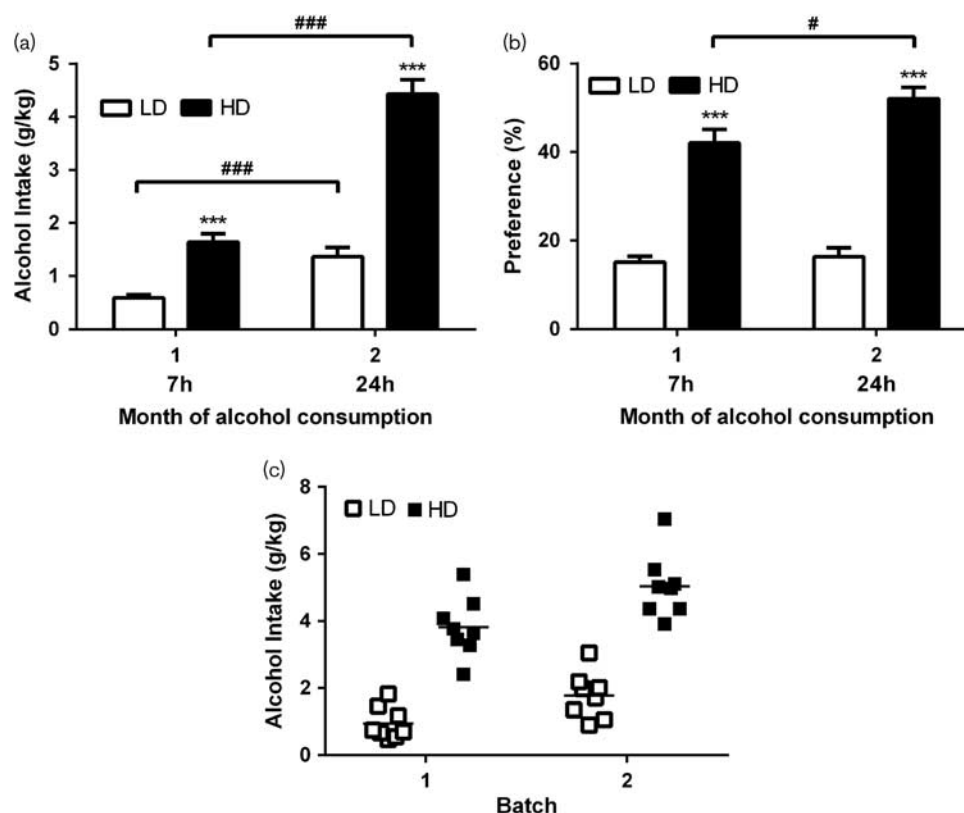 (a)
###
5
4
3
2
1
0
Alcohol Intake (g/kg)
LD HD
***
###
***
1 2
7h 24h
Month of alcohol consumption
(b)
#
60
40
20
0
Preference (%)
LD HD
***
***
1 2
7h 24h
Month of alcohol consumption
(c)
8
6
4
2
0
Alcohol Intake (g/kg)
LD HD
1 2
Batch